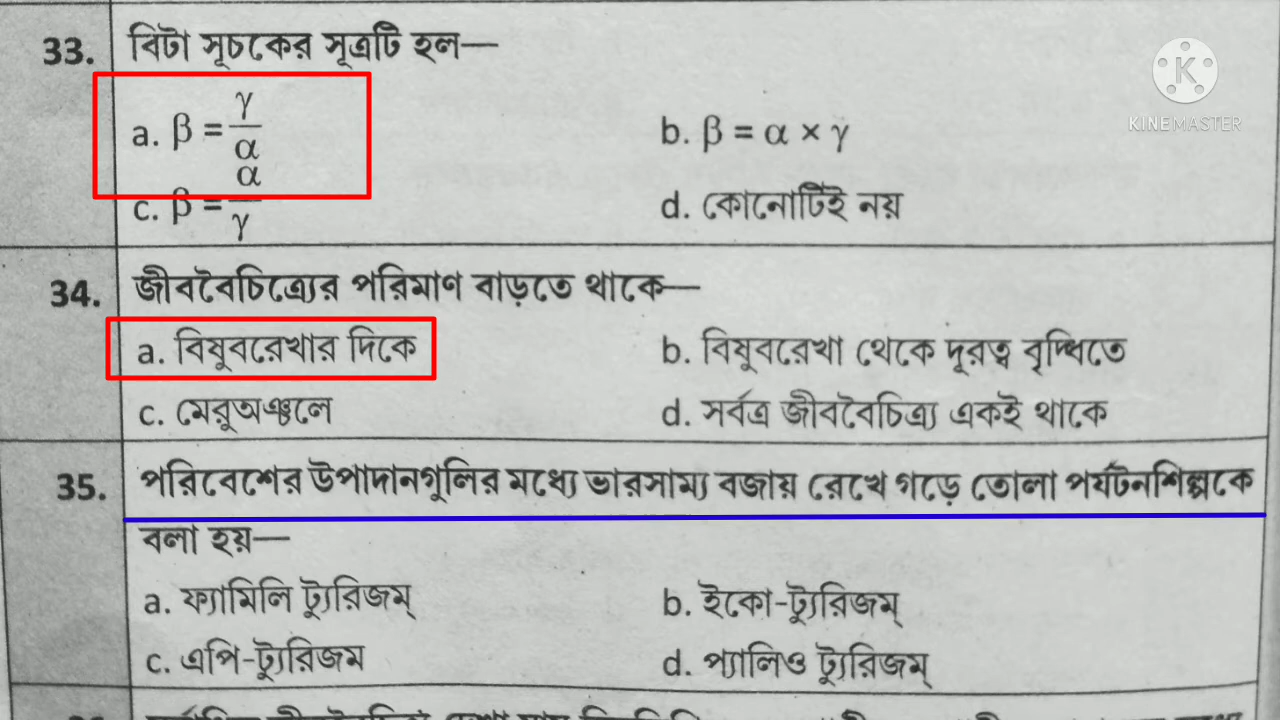 33. বিটা সূচকের সূত্রটি হল—
K
KINEMASTER
a. β = γ/α
b. β = α × γ
c. β = α/γ
d. কোনোটিই নয়
34. জীববৈচিত্র্যের পরিমাণ বাড়তে থাকে—
a. বিষুবরেখার দিকে
b. বিষুবরেখা থেকে দূরত্ব বৃদ্ধিতে
c. মেরুঅঞ্চলে
d. সর্বত্র জীববৈচিত্র্য একই থাকে
35. পরিবেশের উপাদানগুলির মধ্যে ভারসাম্য বজায় রেখে গড়ে তোলা পর্যটনশিল্পকে
বলা হয়—
a. ফ্যামিলি ট্যুরিজম্
b. ইকো-ট্যুরিজম্
c. এপি-ট্যুরিজম
d. প্যালিও ট্যুরিজম্